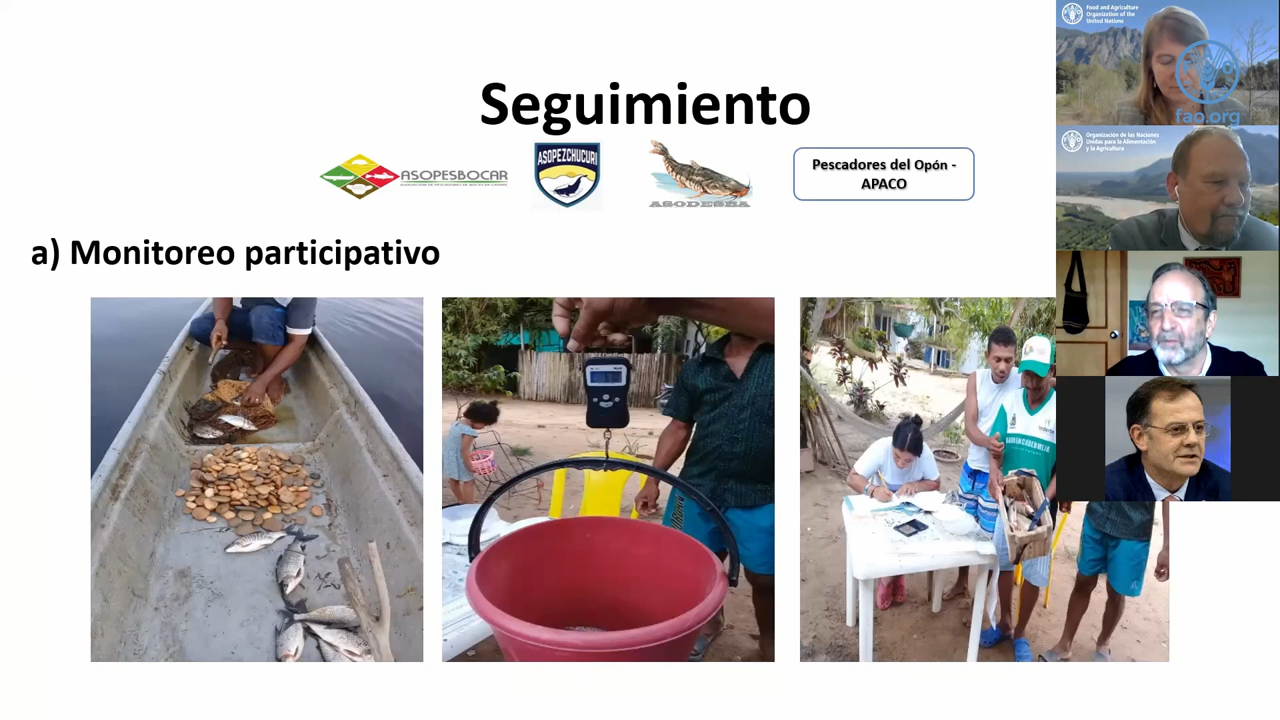 Seguimiento
ASOPESBOCAR
ASOPEZCHUCURI
ASODESBA
Pescadores del Opón -
APACO
a) Monitoreo participativo
Food and Agriculture
Organization of the
United Nations
fao.org
Organización de las Naciones
Unidas para la Alimentación
y la Agricultura